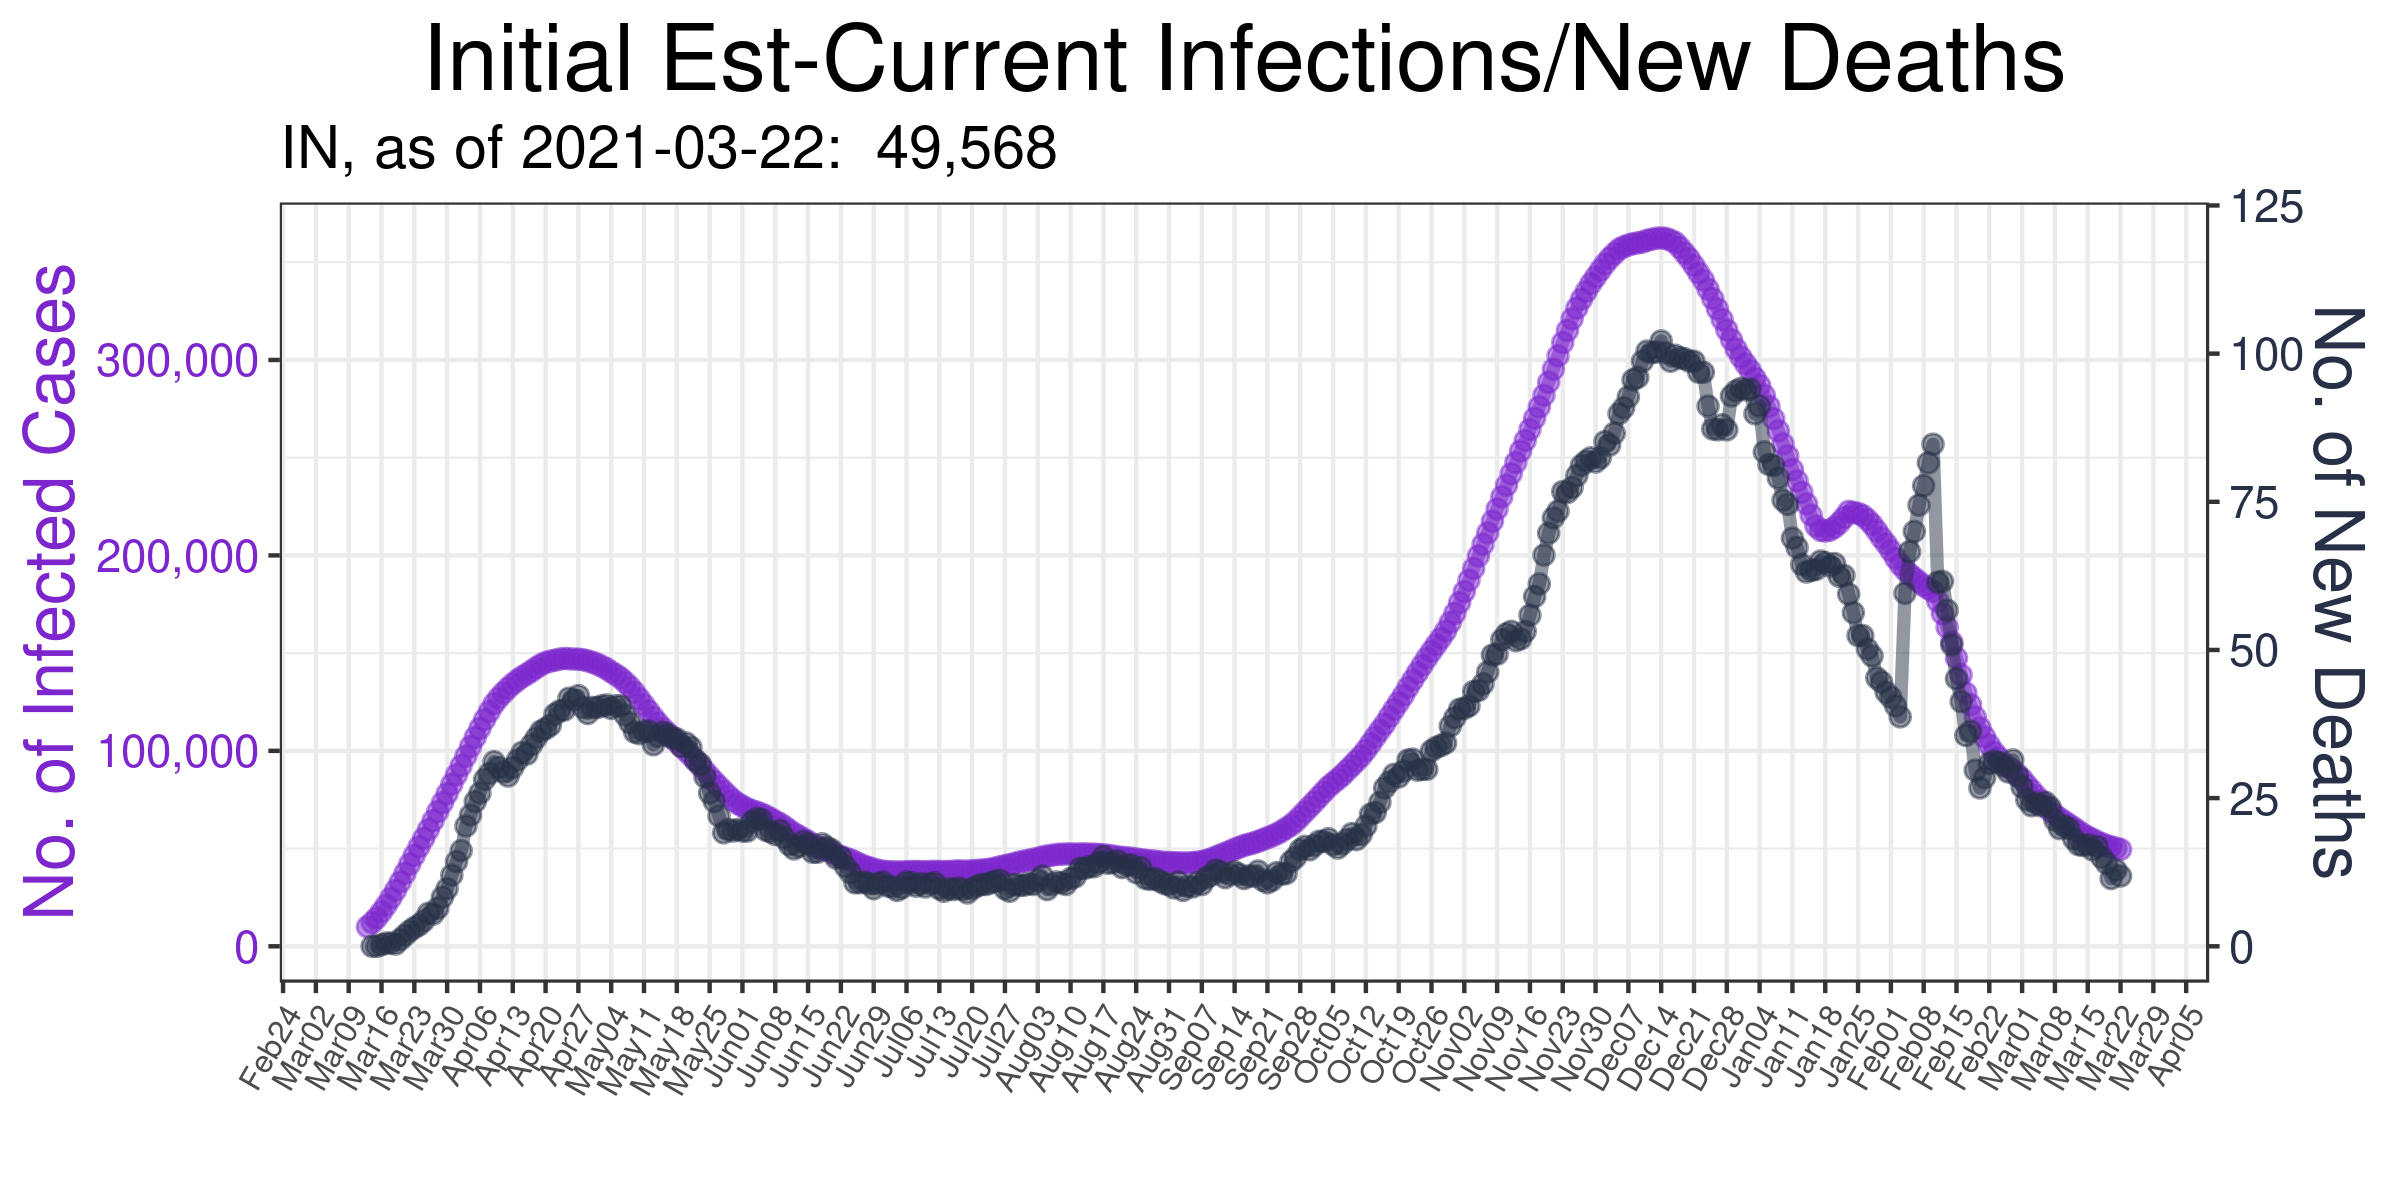 Initial Est-Current Infections/New Deaths
IN, as of 2021-03-22:  49,568
No. of Infected Cases
300,000
200,000
100,000
0
125
100
75
50
25
0
No. of New Deaths
Feb24
Mar02
Mar09
Mar16
Mar23
Mar30
Apr06
Apr13
Apr20
Apr27
May04
May11
May18
May25
Jun01
Jun08
Jun15
Jun22
Jun29
Jul06
Jul13
Jul20
Jul27
Aug03
Aug10
Aug17
Aug24
Aug31
Sep07
Sep14
Sep21
Sep28
Oct05
Oct12
Oct19
Oct26
Nov02
Nov09
Nov16
Nov23
Nov30
Dec07
Dec14
Dec21
Dec28
Jan04
Jan11
Jan18
Jan25
Feb01
Feb08
Feb15
Feb22
Mar01
Mar08
Mar15
Mar22
Mar29
Apr05